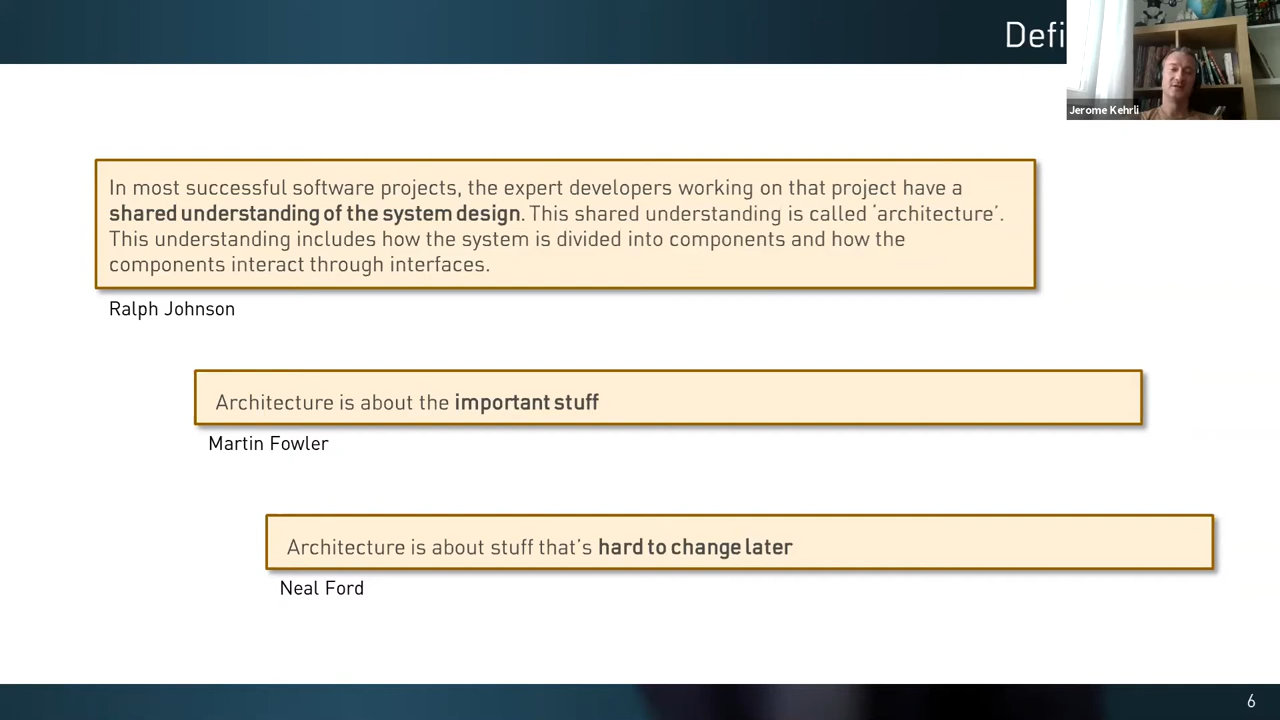 Defi
Jerome Kehrli
In most successful software projects, the expert developers working on that project have a
shared understanding of the system design. This shared understanding is called ‘architecture’.
This understanding includes how the system is divided into components and how the
components interact through interfaces.
Ralph Johnson
Architecture is about the important stuff
Martin Fowler
Architecture is about stuff that’s hard to change later
Neal Ford
6